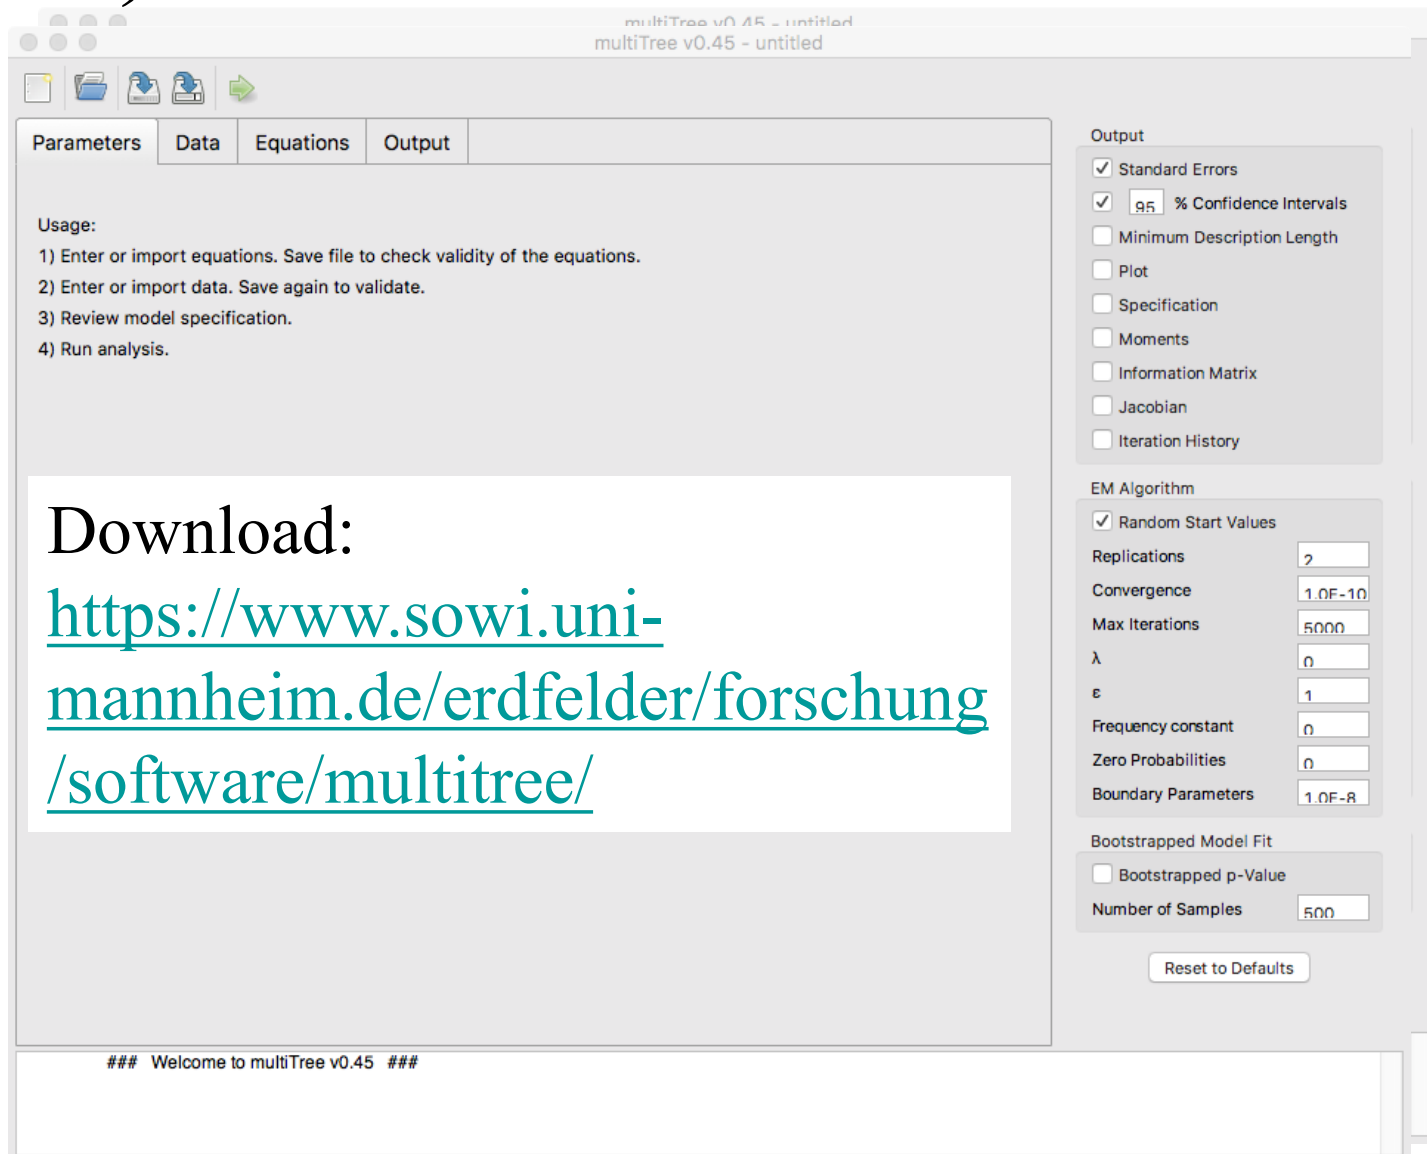 multiTree v0.45 - untitled
multiTree v0.45 - untitled
Parameters Data Equations Output
Usage:
1) Enter or import equations. Save file to check validity of the equations.
2) Enter or import data. Save again to validate.
3) Review model specification.
4) Run analysis.
Download:
https://www.sowi.uni-
mannheim.de/erdfelder/forschung
/software/multitree/
Output
Standard Errors
95 % Confidence Intervals
Minimum Description Length
Plot
Specification
Moments
Information Matrix
Jacobian
Iteration History
EM Algorithm
Random Start Values
Replications 2
Convergence 1.0E-10
Max Iterations 5000
λ 0
ε 1
Frequency constant 0
Zero Probabilities 0
Boundary Parameters 1.0E-8
Bootstrapped Model Fit
Bootstrapped p-Value
Number of Samples 500
Reset to Defaults
### Welcome to multiTree v0.45 ###